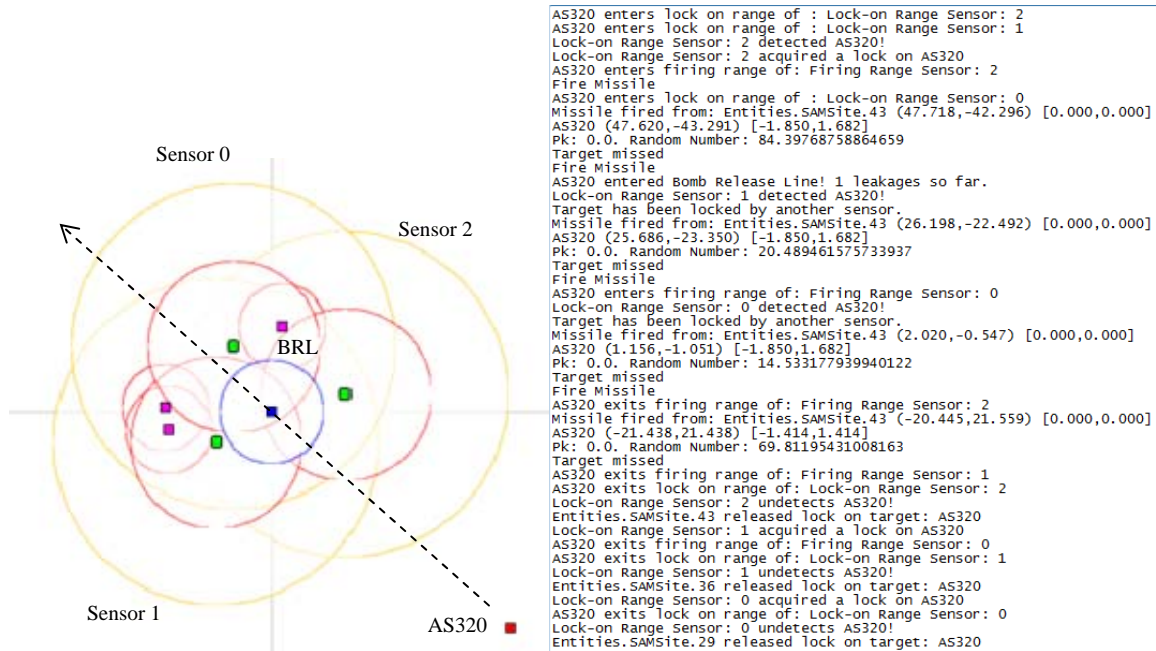 Sensor 0
Sensor 2
BRL
Sensor 1
AS320
AS320 enters lock on range of : Lock-on Range Sensor: 2
AS320 enters lock on range of : Lock-on Range Sensor: 1
Lock-on Range Sensor: 2 detected AS320!
Lock-on Range Sensor: 2 acquired a lock on AS320
AS320 enters firing range of: Firing Range Sensor: 2
Fire Missile
AS320 enters lock on range of : Lock-on Range Sensor: 0
Missile fired from: Entities.SAMSite.43 (47.718,-42.296) [0.000,0.000]
AS320 (47.620,-43.291) [-1.850,1.682]
Pk: 0.0. Random Number: 84.39768758864659
Target missed
Fire Missile
AS320 entered Bomb Release Line! 1 leakages so far.
Lock-on Range Sensor: 1 detected AS320!
Target has been locked by another sensor.
Missile fired from: Entities.SAMSite.43 (26.198,-22.492) [0.000,0.000]
AS320 (25.686,-23.350) [-1.850,1.682]
Pk: 0.0. Random Number: 20.489461575733937
Target missed
Fire Missile
AS320 enters firing range of: Firing Range Sensor: 0
Lock-on Range Sensor: 0 detected AS320!
Target has been locked by another sensor.
Missile fired from: Entities.SAMSite.43 (2.020,-0.547) [0.000,0.000]
AS320 (1.156,-1.051) [-1.850,1.682]
Pk: 0.0. Random Number: 14.533177939940122
Target missed
Fire Missile
AS320 exits firing range of: Firing Range Sensor: 2
Missile fired from: Entities.SAMSite.43 (-20.445,21.559) [0.000,0.000]
AS320 (-21.438,21.438) [-1.414,1.414]
Pk: 0.0. Random Number: 69.81195431008163
Target missed
AS320 exits firing range of: Firing Range Sensor: 1
AS320 exits lock on range of: Lock-on Range Sensor: 2
Lock-on Range Sensor: 2 undetects AS320!
Entities.SAMSite.43 released lock on target: AS320
Lock-on Range Sensor: 1 acquired a lock on AS320
AS320 exits firing range of: Firing Range Sensor: 0
AS320 exits lock on range of: Lock-on Range Sensor: 1
Lock-on Range Sensor: 1 undetects AS320!
Entities.SAMSite.36 released lock on target: AS320
Lock-on Range Sensor: 0 acquired a lock on AS320
AS320 exits lock on range of: Lock-on Range Sensor: 0
Lock-on Range Sensor: 0 undetects AS320!
Entities.SAMSite.29 released lock on target: AS320